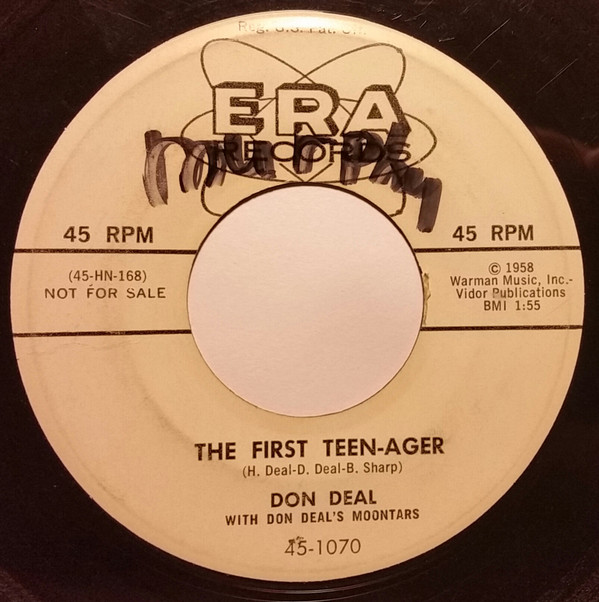 Reg. U.S. Pat. Off.
ERA
RECORDS
Murphy
45 RPM
45 RPM
(45-HN-168)
NOT FOR SALE
© 1958
Warman Music, Inc.-
Vidor Publications
BMI 1:55
THE FIRST TEEN-AGER
(H. Deal-D. Deal-B. Sharp)
DON DEAL
WITH DON DEAL'S MOONTARS
45-1070